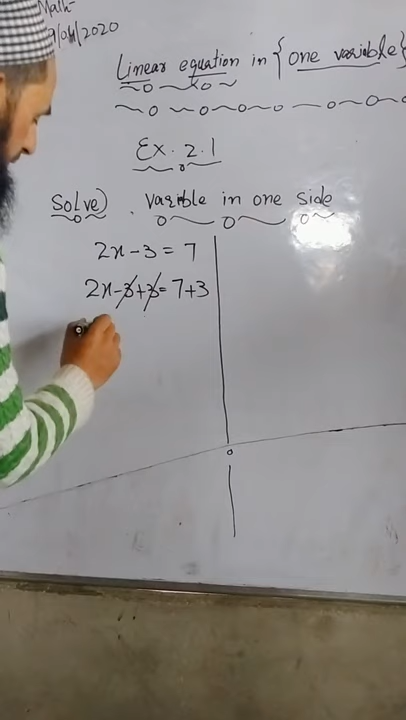 Math-
9/04/2020
Linear equation in {one variable}
Ex. 2.1
Solve) . varible in one side
2x - 3 = 7
2x - 3 + 3 = 7 + 3